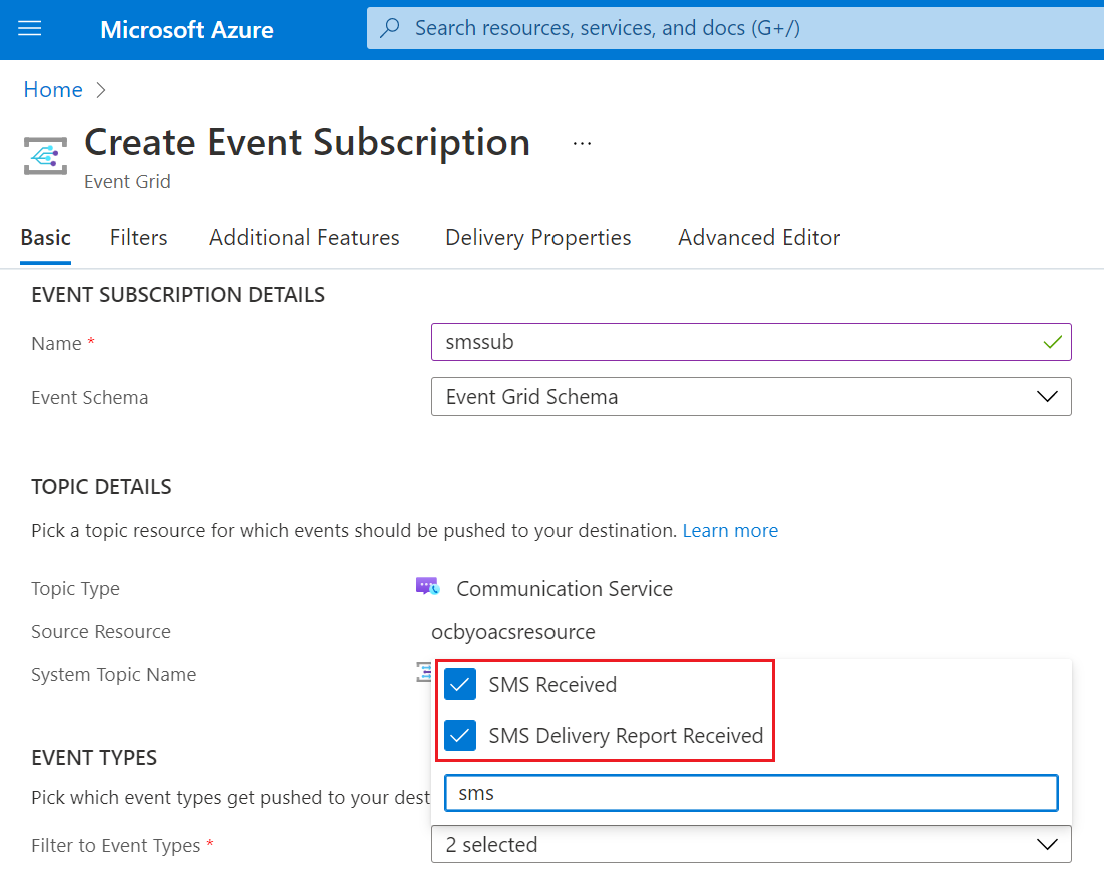 Microsoft Azure
Search resources, services, and docs (G+/)
Home
Create Event Subscription ...
Event Grid
Basic Filters Additional Features Delivery Properties Advanced Editor
EVENT SUBSCRIPTION DETAILS
Name * smssub
Event Schema Event Grid Schema
TOPIC DETAILS
Pick a topic resource for which events should be pushed to your destination. Learn more
Topic Type Communication Service
Source Resource ocbyoacsresource
System Topic Name
SMS Received
SMS Delivery Report Received
EVENT TYPES
Pick which event types get pushed to your dest
sms
Filter to Event Types * 2 selected